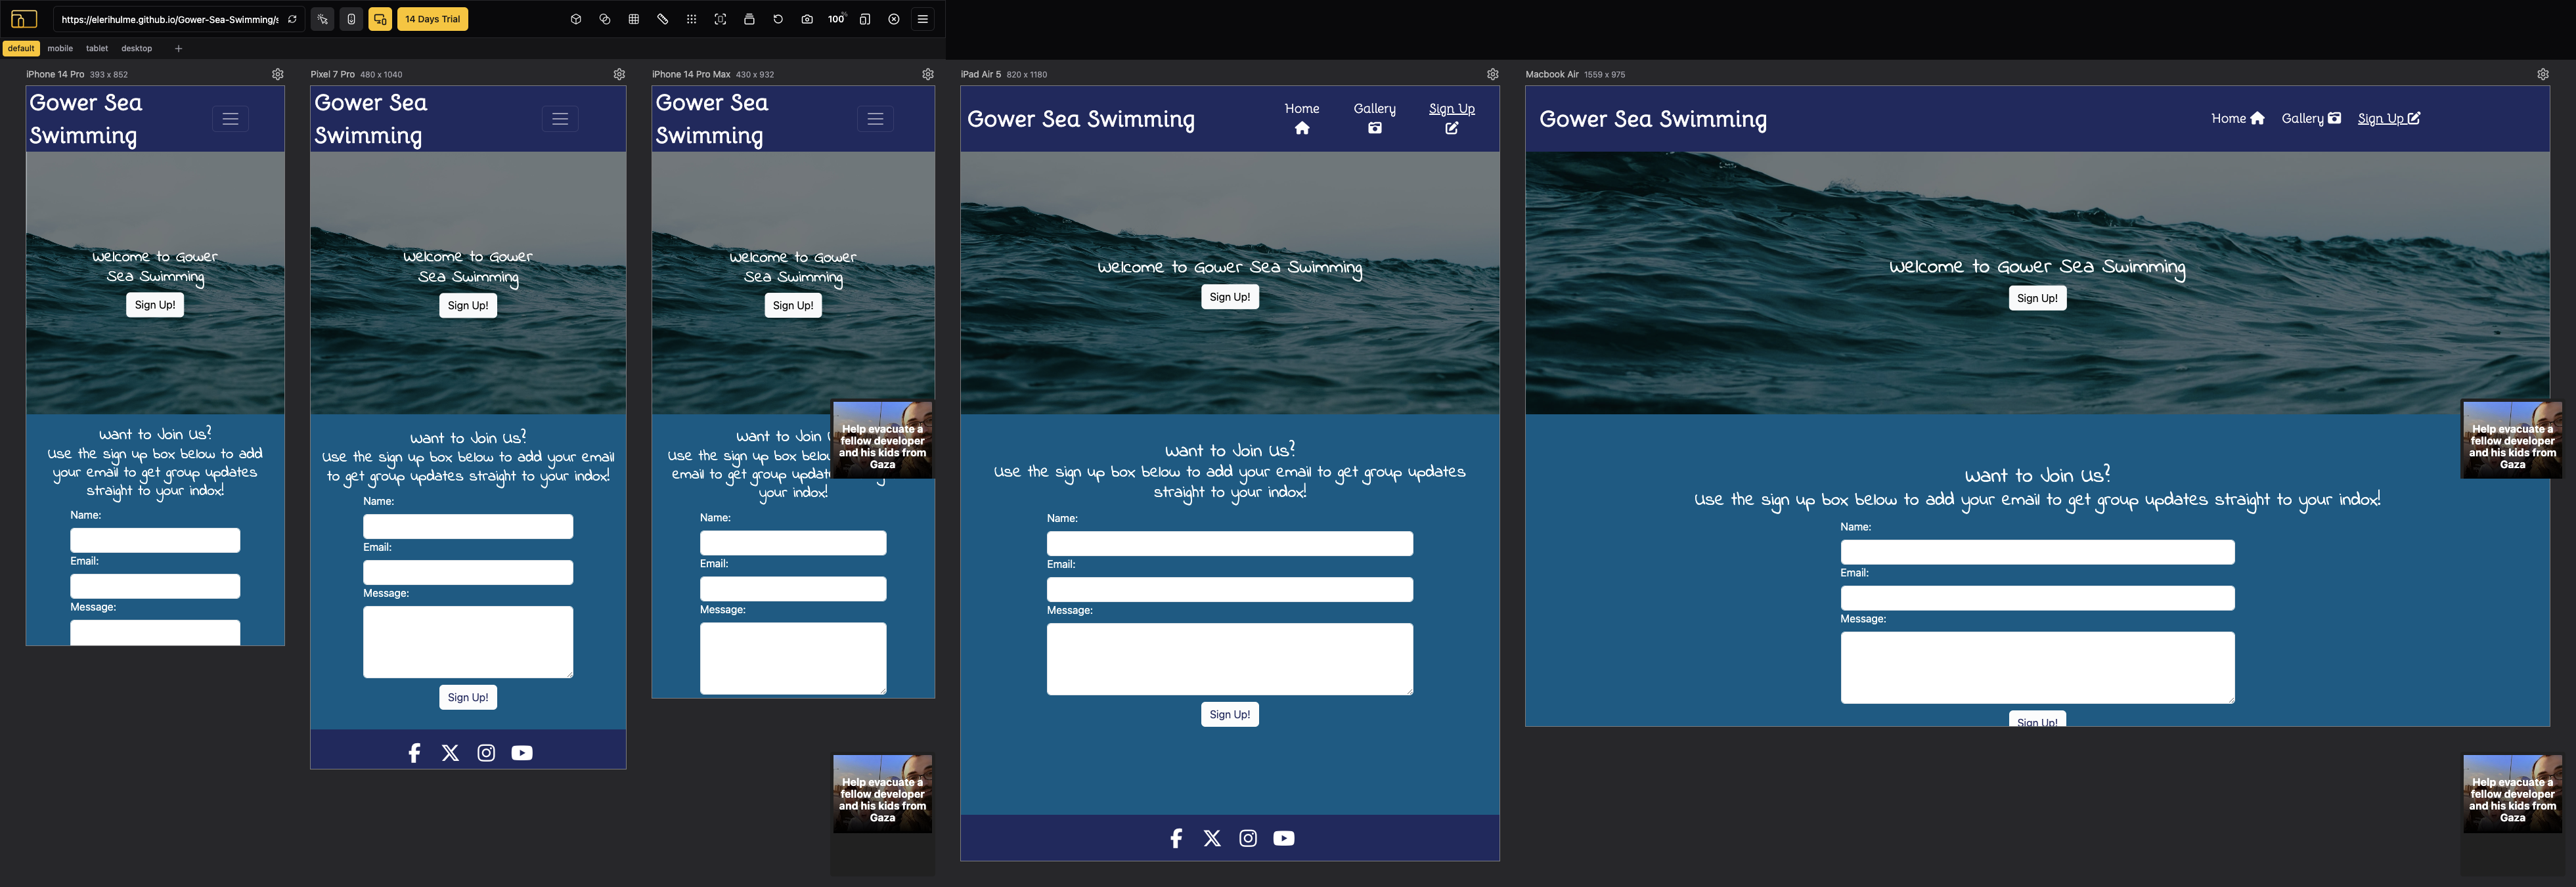 https://elerihulme.github.io/Gower-Sea-Swimming/s
14 Days Trial
100%
default mobile tablet desktop +
iPhone 14 Pro 393 x 852
Gower Sea
Swimming
Welcome to Gower
Sea Swimming
Sign Up!
Want to Join Us?
Use the sign up box below to add
your email to get group updates
straight to your indox!
Name:
Email:
Message:
Pixel 7 Pro 480 x 1040
Gower Sea
Swimming
Welcome to Gower
Sea Swimming
Sign Up!
Want to Join Us?
Use the sign up box below to add your email
to get group updates straight to your indox!
Name:
Email:
Message:
Sign Up!
iPhone 14 Pro Max 430 x 932
Gower Sea
Swimming
Welcome to Gower
Sea Swimming
Sign Up!
Want to Join
Use the sign up box
email to get group
your indox!
Name:
Email:
Message:
Help evacuate a
fellow developer
and his kids from
Gaza
Help evacuate a
fellow developer
and his kids from
Gaza
iPad Air 5 820 x 1180
Gower Sea Swimming
Home Gallery Sign Up
Welcome to Gower Sea Swimming
Sign Up!
Want to Join Us?
Use the sign up box below to add your email to get group updates
straight to your indox!
Name:
Email:
Message:
Sign Up!
Macbook Air 1559 x 975
Gower Sea Swimming
Home Gallery Sign Up
Welcome to Gower Sea Swimming
Sign Up!
Want to Join Us?
Use the sign up box below to add your email to get group updates straight to your indox!
Name:
Email:
Message:
Sign Up!
Help evacuate a
fellow developer
and his kids from
Gaza
Help evacuate a
fellow developer
and his kids from
Gaza